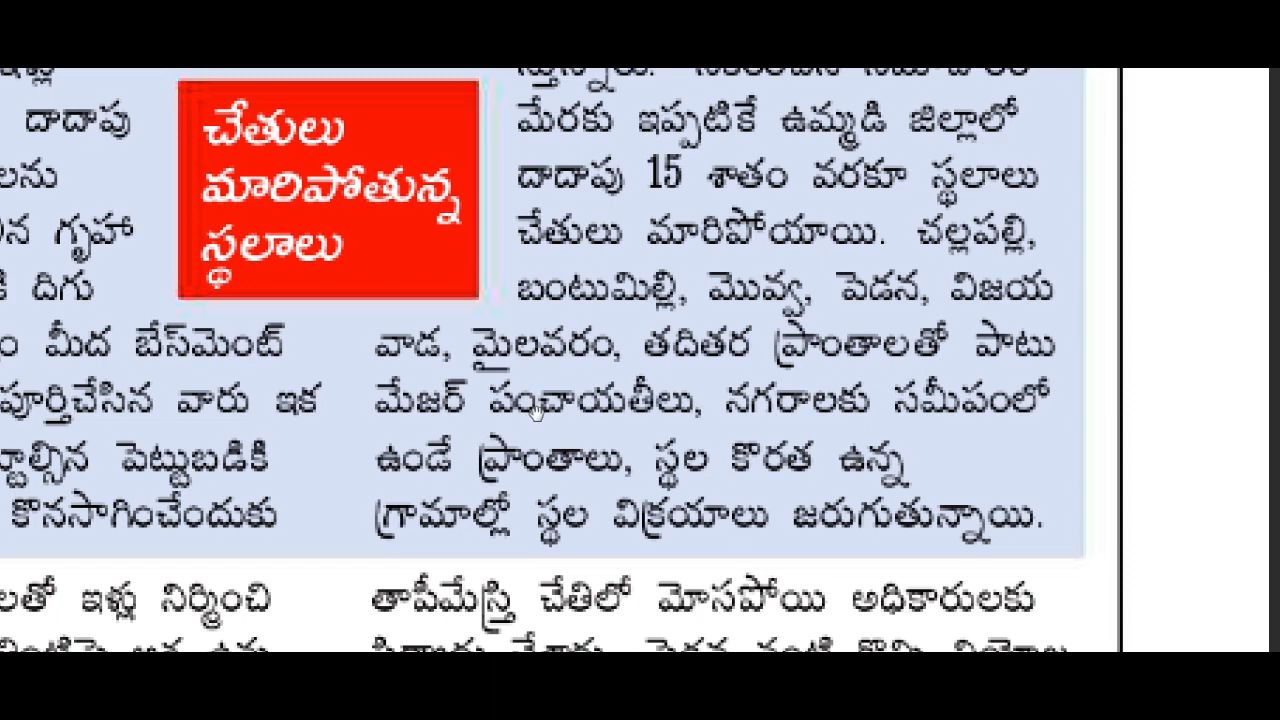 దాదాపు
లను
గృహా
దిగు
మీద బేస్‌మెంట్
పూర్తిచేసిన వారు ఇక
పెట్టుబడికి
కొనసాగించేందుకు
లతో ఇళ్లు నిర్మించి
చేతులు
మారిపోతున్న
స్థలాలు
మేరకు ఇప్పటికే ఉమ్మడి జిల్లాలో
దాదాపు 15 శాతం వరకూ స్థలాలు
చేతులు మారిపోయాయి. చల్లపల్లి,
బంటుమిల్లి, మొవ్వ, పెడన, విజయ
వాడ, మైలవరం, తదితర ప్రాంతాలతో పాటు
మేజర్ పంచాయతీలు, నగరాలకు సమీపంలో
ఉండే ప్రాంతాలు, స్థల కొరత ఉన్న
గ్రామాల్లో స్థల విక్రయాలు జరుగుతున్నాయి.
తాపీమేస్త్రి చేతిలో మోసపోయి అధికారులకు